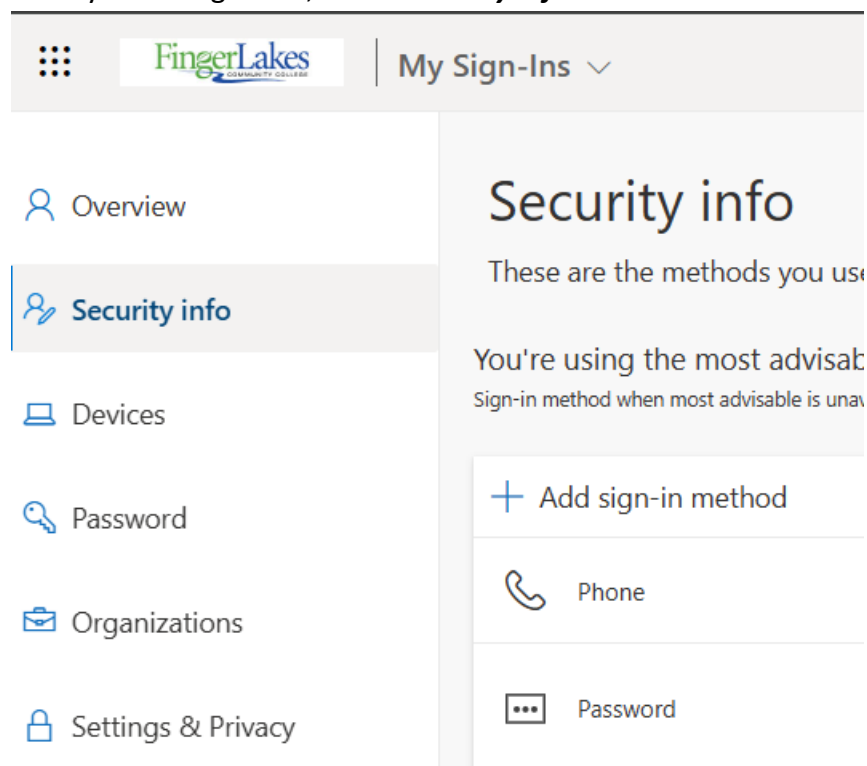 FingerLakes
COMMUNITY COLLEGE
My Sign-Ins
Overview
Security info
Devices
Password
Organizations
Settings & Privacy
Security info
These are the methods you use
You're using the most advisab
Sign-in method when most advisable is unav
Add sign-in method
Phone
Password